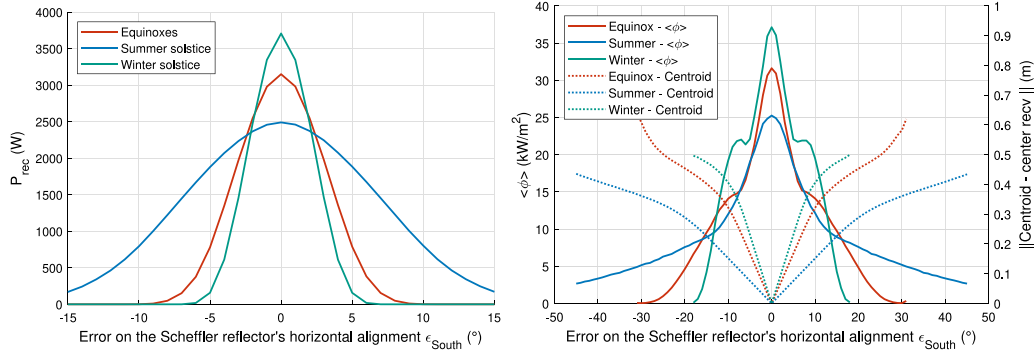 4000
3500
3000
2500
2000
1500
1000
500
0
P_rec (W)
-15 -10 -5 0 5 10 15
Error on the Scheffler reflector's horizontal alignment ϵ_South (°)
Equinoxes
Summer solstice
Winter solstice
40
35
30
25
20
15
10
5
0
<ϕ> (kW/m²)
-50 -40 -30 -20 -10 0 10 20 30 40 50
Error on the Scheffler reflector's horizontal alignment ϵ_South (°)
Equinox - <ϕ>
Summer - <ϕ>
Winter - <ϕ>
Equinox - Centroid
Summer - Centroid
Winter - Centroid
1
0.9
0.8
0.7
0.6
0.5
0.4
0.3
0.2
0.1
0
||Centroid - center recv || (m)